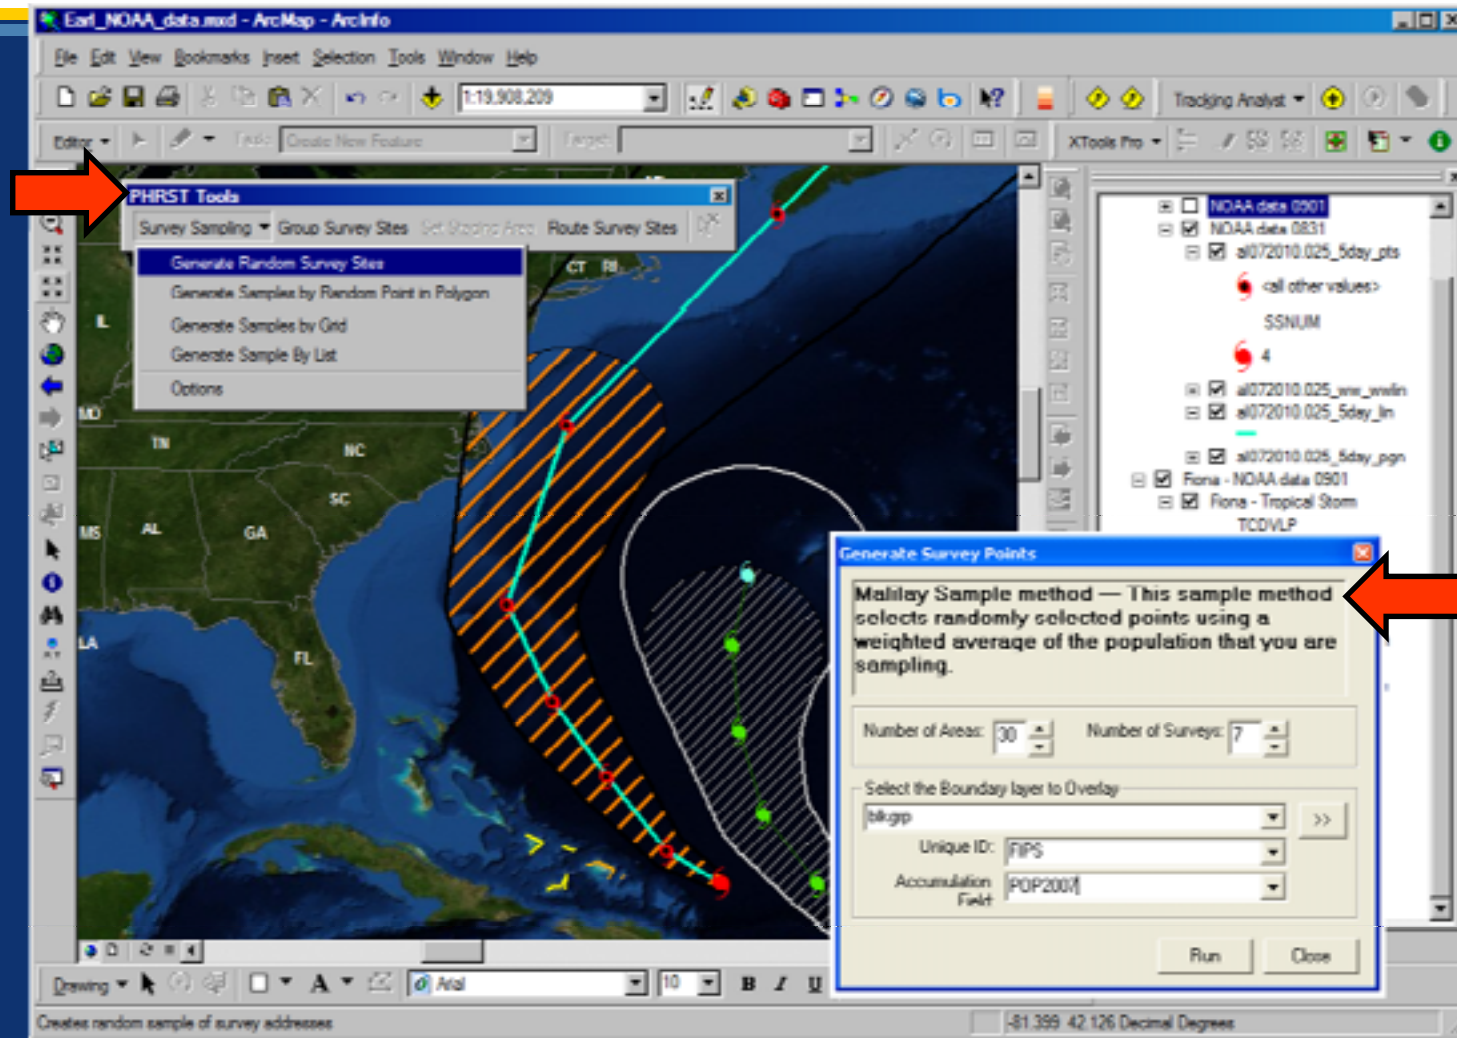 Earl_NOAA_data.mxd - ArcMap - ArcInfo
File Edit View Bookmarks Insert Selection Tools Window Help
1:19,908,209
Tracking Analyst
Editor Task: Create New Feature Target:
XTools Pro
PHRST Tools
Survey Sampling Group Survey Sites Set Staging Area Route Survey Sites
Generate Random Survey Sites
Generate Samples by Random Point in Polygon
Generate Samples by Grid
Generate Sample By List
Options
CT RI
IL
MO
TN
NC
SC
MS
AL
GA
LA
FL
NOAA data 0901
NOAA data 0831
al072010.025_5day_pts
<all other values>
SSNUM
4
al072010.025_ww_wwlin
al072010.025_5day_lin
al072010.025_5day_pgn
Fiona - NOAA data 0901
Fiona - Tropical Storm
TCDVLP
Generate Survey Points
Malilay Sample method — This sample method
selects randomly selected points using a
weighted average of the population that you are
sampling.
Number of Areas: 30 Number of Surveys: 7
Select the Boundary layer to Overlay
blkgrp
>>
Unique ID: FIPS
Accumulation
Field: POP2007
Run Close
Drawing A Arial 10 B I U
Creates random sample of survey addresses
-81.399 42.126 Decimal Degrees